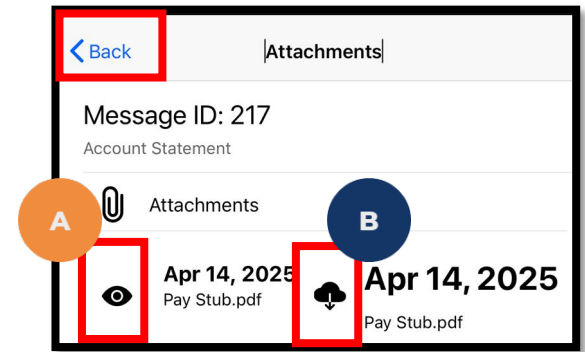 Back
Attachments
Message ID: 217
Account Statement
A
Attachments
B
Apr 14, 2025
Pay Stub.pdf
Apr 14, 2025
Pay Stub.pdf